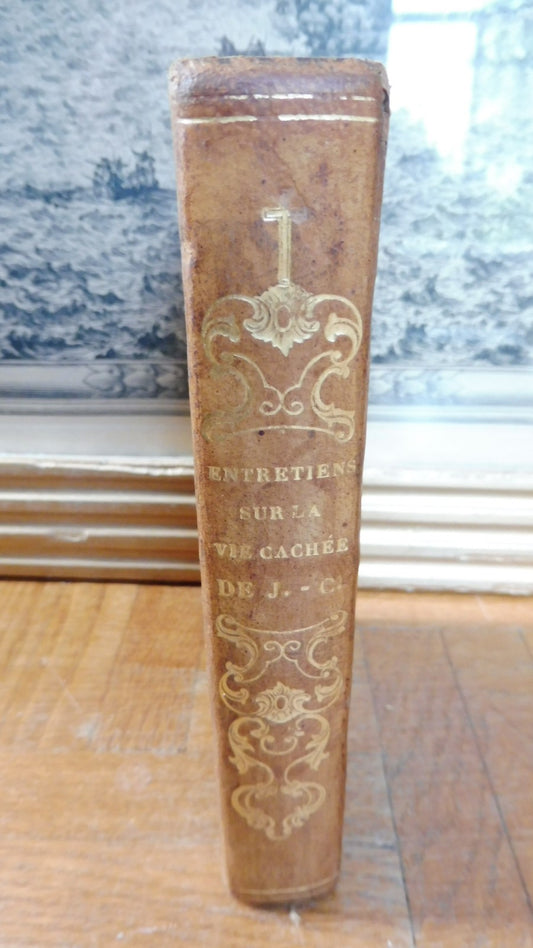 ENTRETIENS
SUR LA
VIE CACHÉE
DE J. - C.